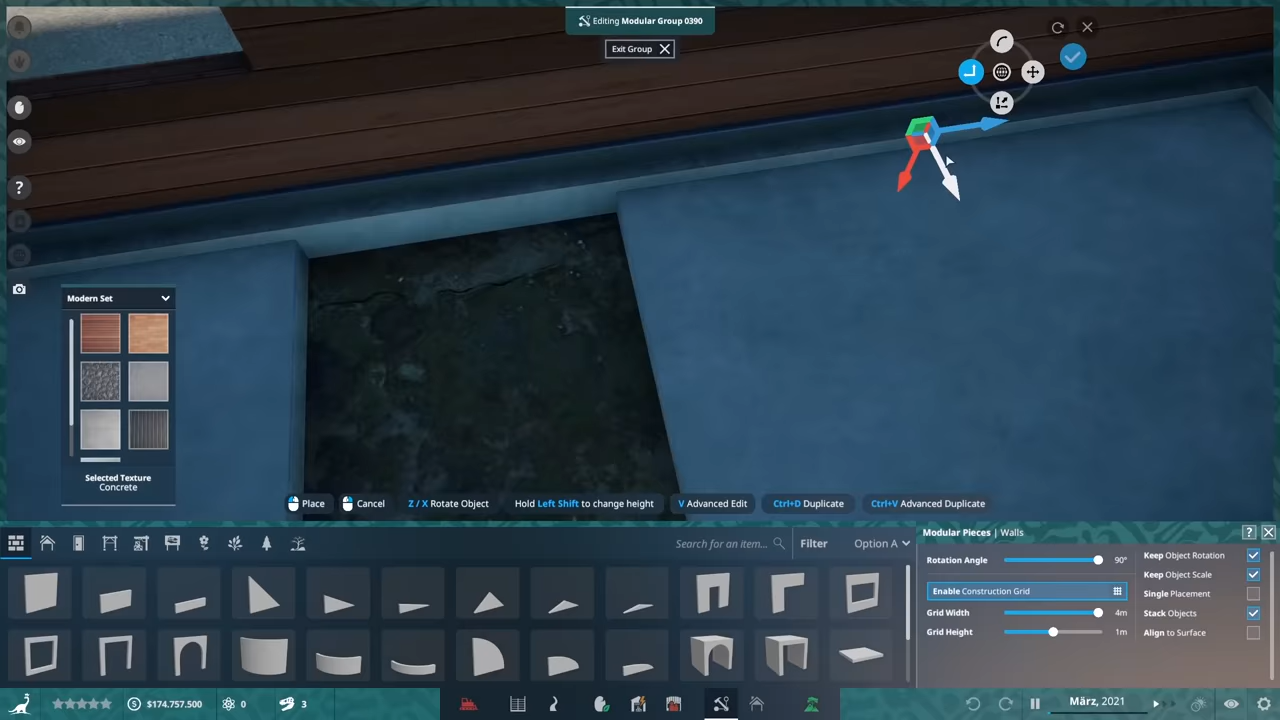 Editing Modular Group 0390
Exit Group
Modern Set
Selected Texture
Concrete
Place
Cancel
Z / X Rotate Object
Hold Left Shift to change height
V Advanced Edit
Ctrl+D Duplicate
Ctrl+V Advanced Duplicate
Search for an item...
Filter
Option A
Modular Pieces | Walls
?
Rotation Angle
90°
Enable Construction Grid
Grid Width
4m
Grid Height
1m
Keep Object Rotation
Keep Object Scale
Single Placement
Stack Objects
Align to Surface
?
$174.757.500
0
3
März, 2021